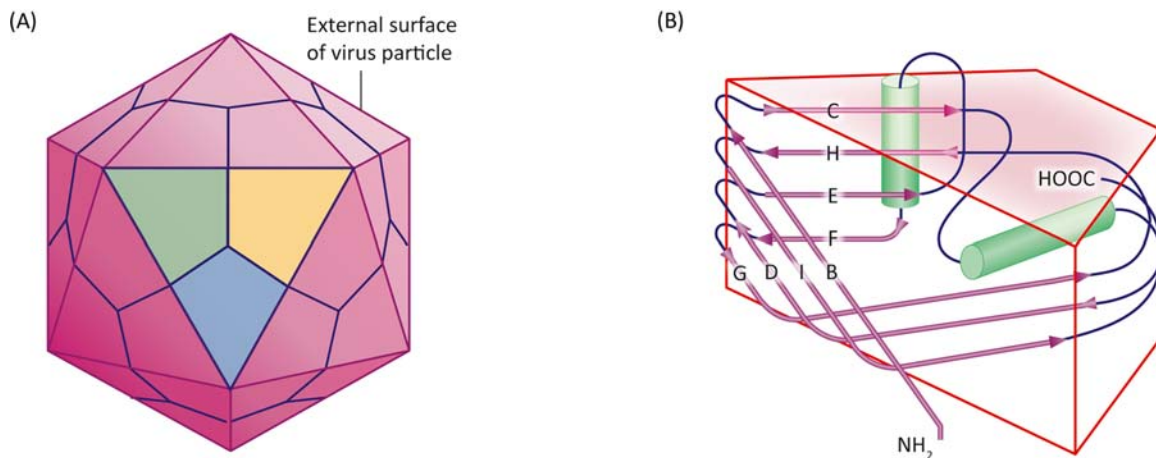 (A)
External surface
of virus particle
(B)
C
H
HOOC
E
F
G D I B
NH2